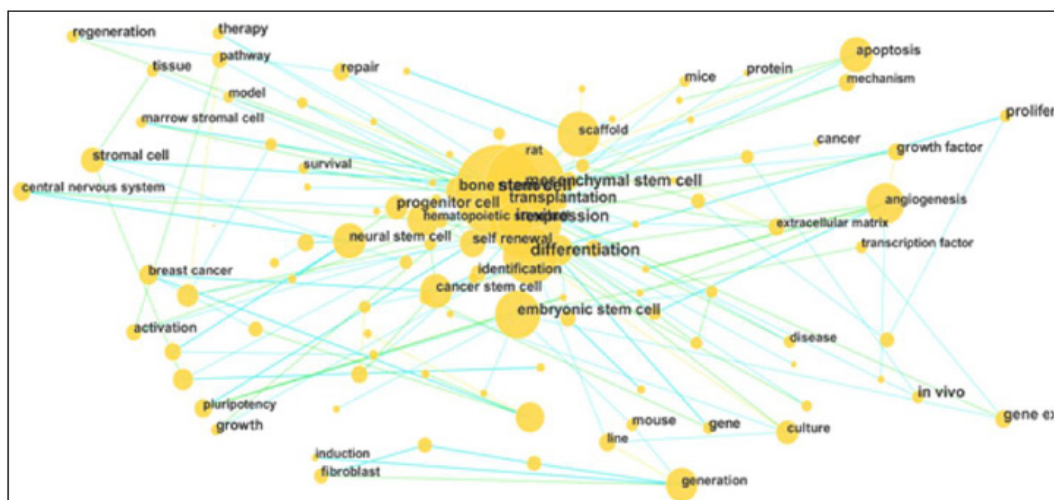 regeneration
therapy
pathway
tissue
repair
model
marrow stromal cell
stromal cell
survival
central nervous system
apoptosis
mice
protein
mechanism
scaffold
prolifer
cancer
growth factor
rat
bone
stem cell
mesenchymal stem cell
progenitor cell
transplantation
angiogenesis
hematopoietic
expression
extracellular matrix
neural stem cell
self renewal
transcription factor
differentiation
breast cancer
identification
cancer stem cell
embryonic stem cell
activation
disease
in vivo
pluripotency
growth
mouse
gene
culture
gene ex
line
induction
fibroblast
generation